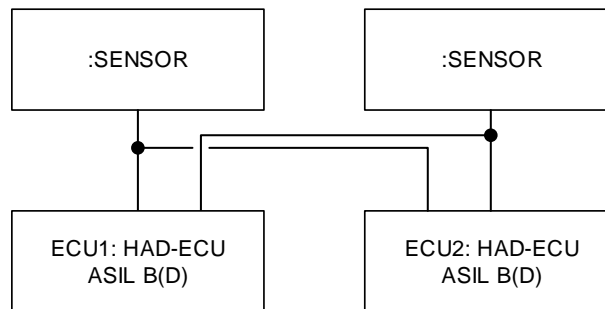 :SENSOR
:SENSOR
ECU1: HAD-ECU
ASIL B(D)
ECU2: HAD-ECU
ASIL B(D)